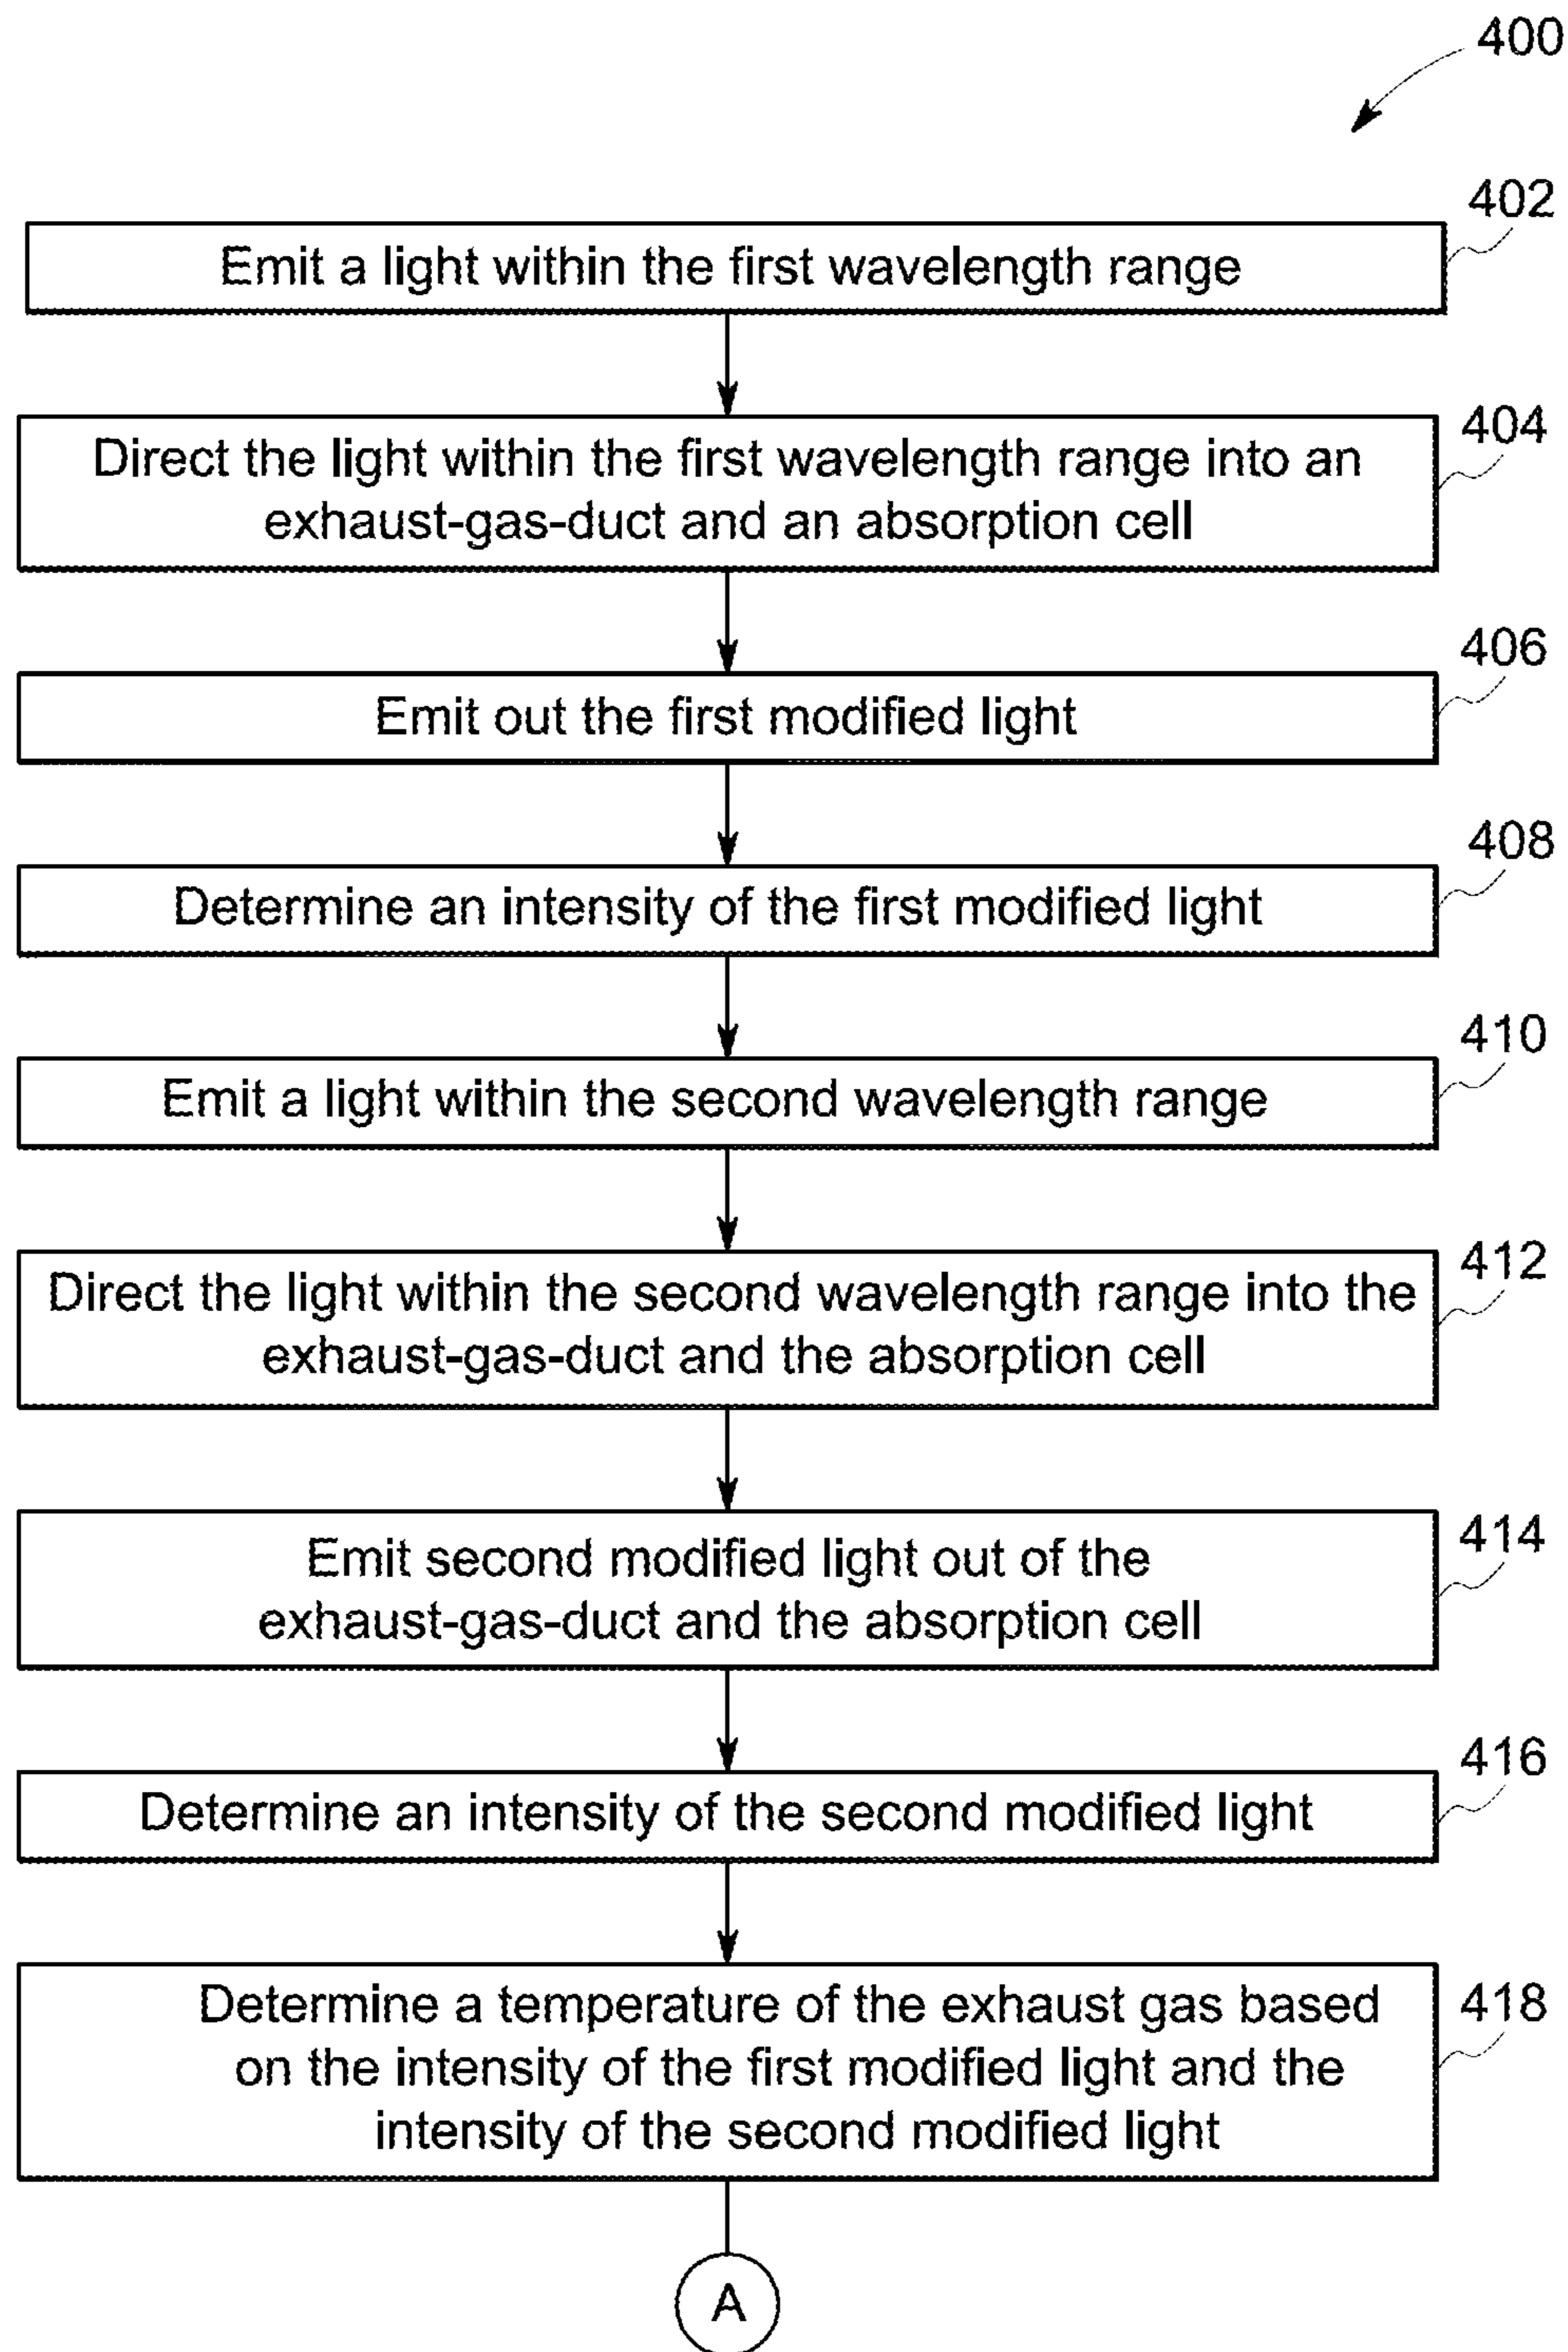 400
402
Emit a light within the first wavelength range
404
Direct the light within the first wavelength range into an
exhaust-gas-duct and an absorption cell
406
Emit out the first modified light
408
Determine an intensity of the first modified light
410
Emit a light within the second wavelength range
412
Direct the light within the second wavelength range into the
exhaust-gas-duct and the absorption cell
414
Emit second modified light out of the
exhaust-gas-duct and the absorption cell
416
Determine an intensity of the second modified light
418
Determine a temperature of the exhaust gas based
on the intensity of the first modified light and the
intensity of the second modified light
A